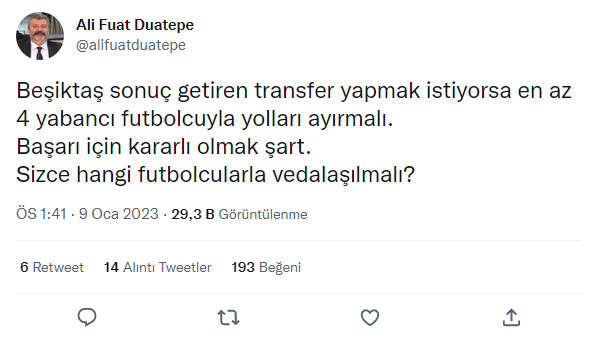 Ali Fuat Duatepe
@alifuatduatepe
Beşiktaş sonuç getiren transfer yapmak istiyorsa en az
4 yabancı futbolcuyla yolları ayırmalı.
Başarı için kararlı olmak şart.
Sizce hangi futbolcularla vedalaşılmalı?
ÖS 1:41 · 9 Oca 2023 · 29,3 B Görüntülenme
6 Retweet 14 Alıntı Tweetler 193 Beğeni